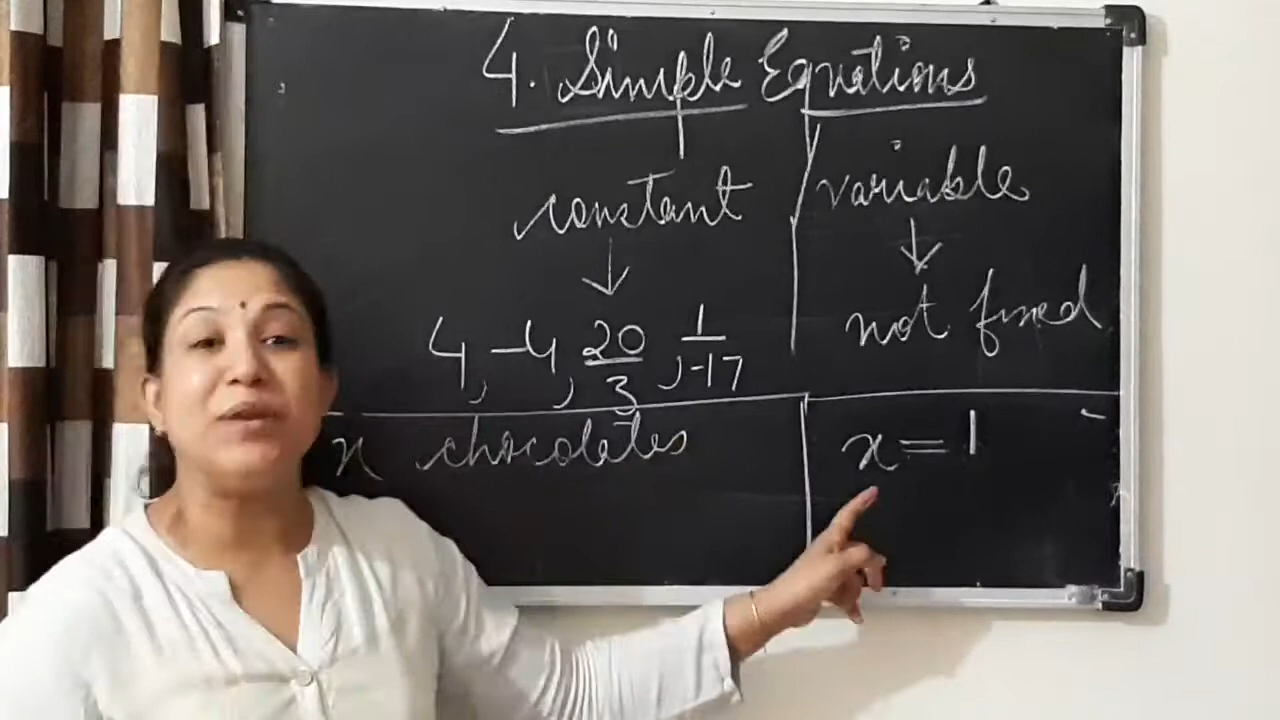 4. Simple Equations
constant
variable
not fixed
4, -4, 20/3, 1/-17
x chocolates
x = 1